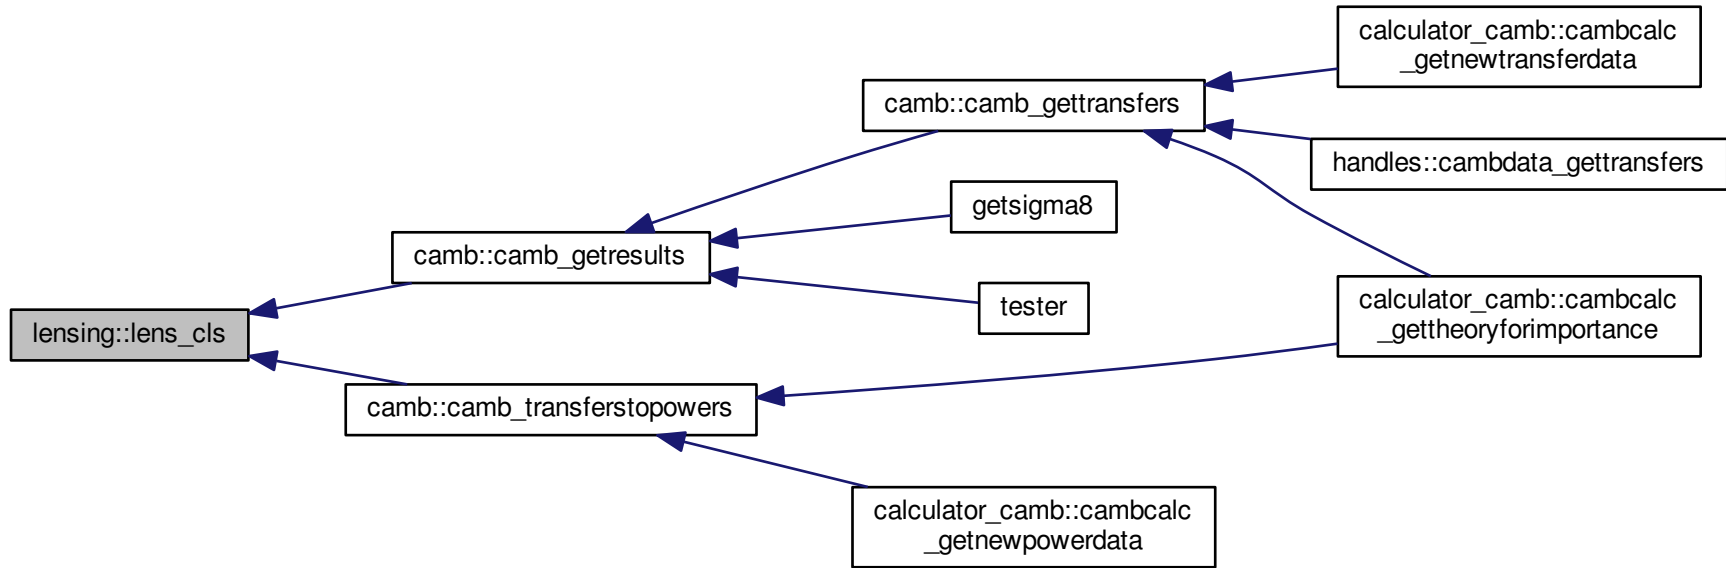 calculator_camb::cambcalc
_getnewtransferdata
camb::camb_gettransfers
handles::cambdata_gettransfers
getsigma8
camb::camb_getresults
tester
calculator_camb::cambcalc
_gettheoryforimportance
lensing::lens_cls
camb::camb_transferstopowers
calculator_camb::cambcalc
_getnewpowerdata